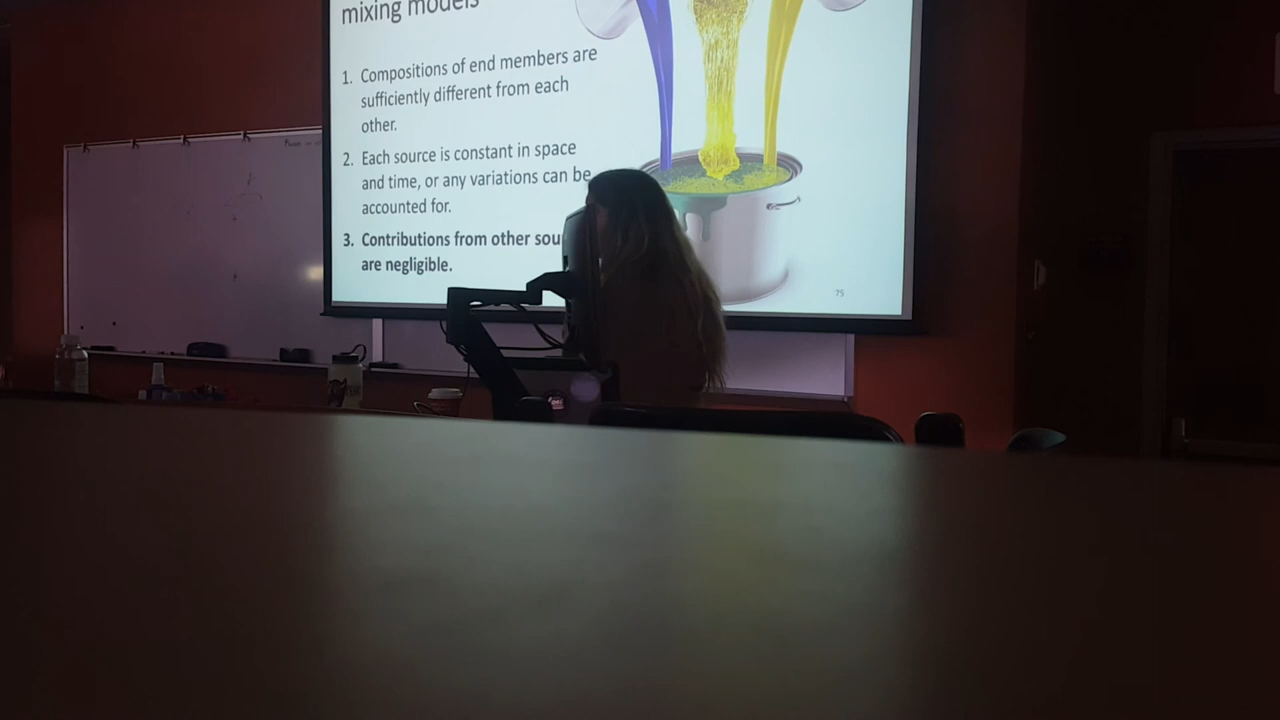 mixing models
1. Compositions of end members are
sufficiently different from each
other.
2. Each source is constant in space
and time, or any variations can be
accounted for.
3. Contributions from other sou
are negligible.
75